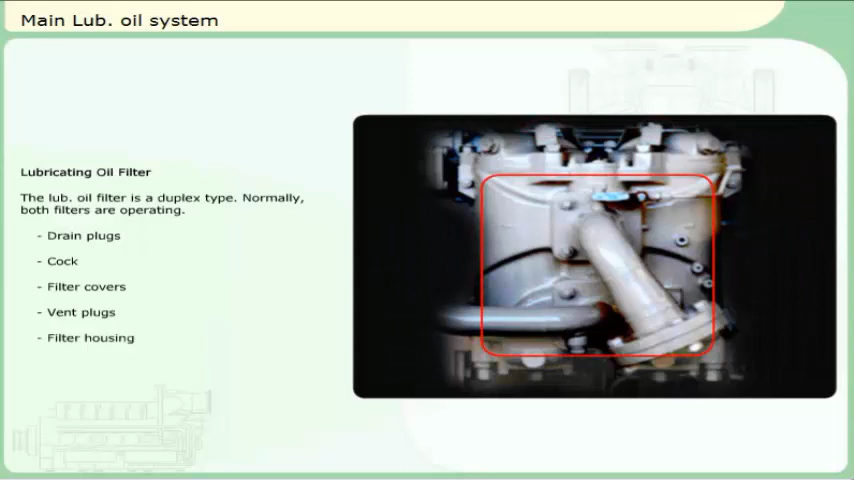 Main Lub. oil system
Lubricating Oil Filter
The lub. oil filter is a duplex type. Normally,
both filters are operating.
- Drain plugs
- Cock
- Filter covers
- Vent plugs
- Filter housing